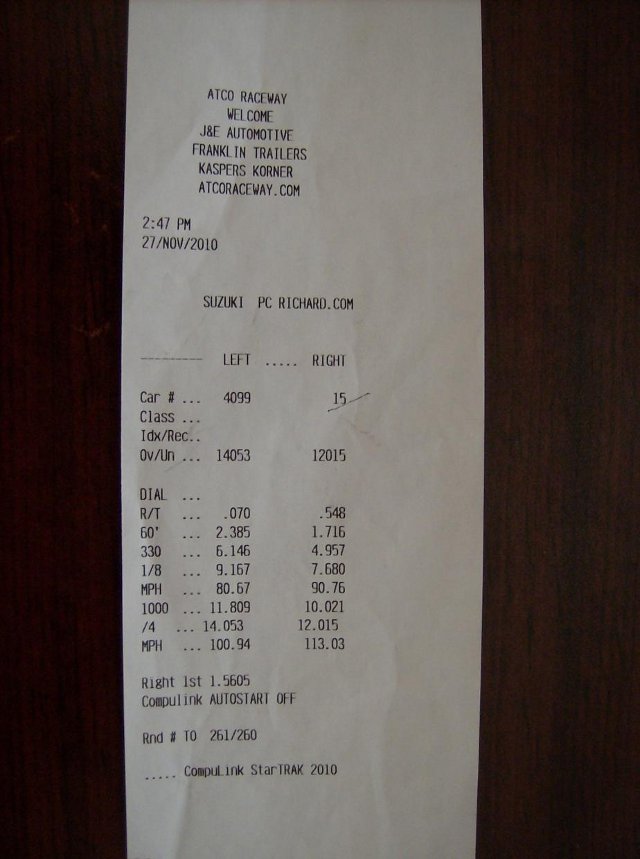 ATCO RACEWAY
WELCOME
J&E AUTOMOTIVE
FRANKLIN TRAILERS
KASPERS KORNER
ATCORACEWAY.COM
2:47 PM
27/NOV/2010
SUZUKI PC RICHARD.COM
---------- LEFT ..... RIGHT
Car # ... 4099 15
Class ...
Idx/Rec..
Ov/Un ... 14053 12015
DIAL ...
R/T ... .070 .548
60' ... 2.385 1.716
330 ... 6.146 4.957
1/8 ... 9.167 7.680
MPH ... 80.67 90.76
1000 ... 11.809 10.021
/4 ... 14.053 12.015
MPH ... 100.94 113.03
Right 1st 1.5605
Compulink AUTOSTART OFF
Rnd # TO 261/260
..... CompuLink StarTRAK 2010